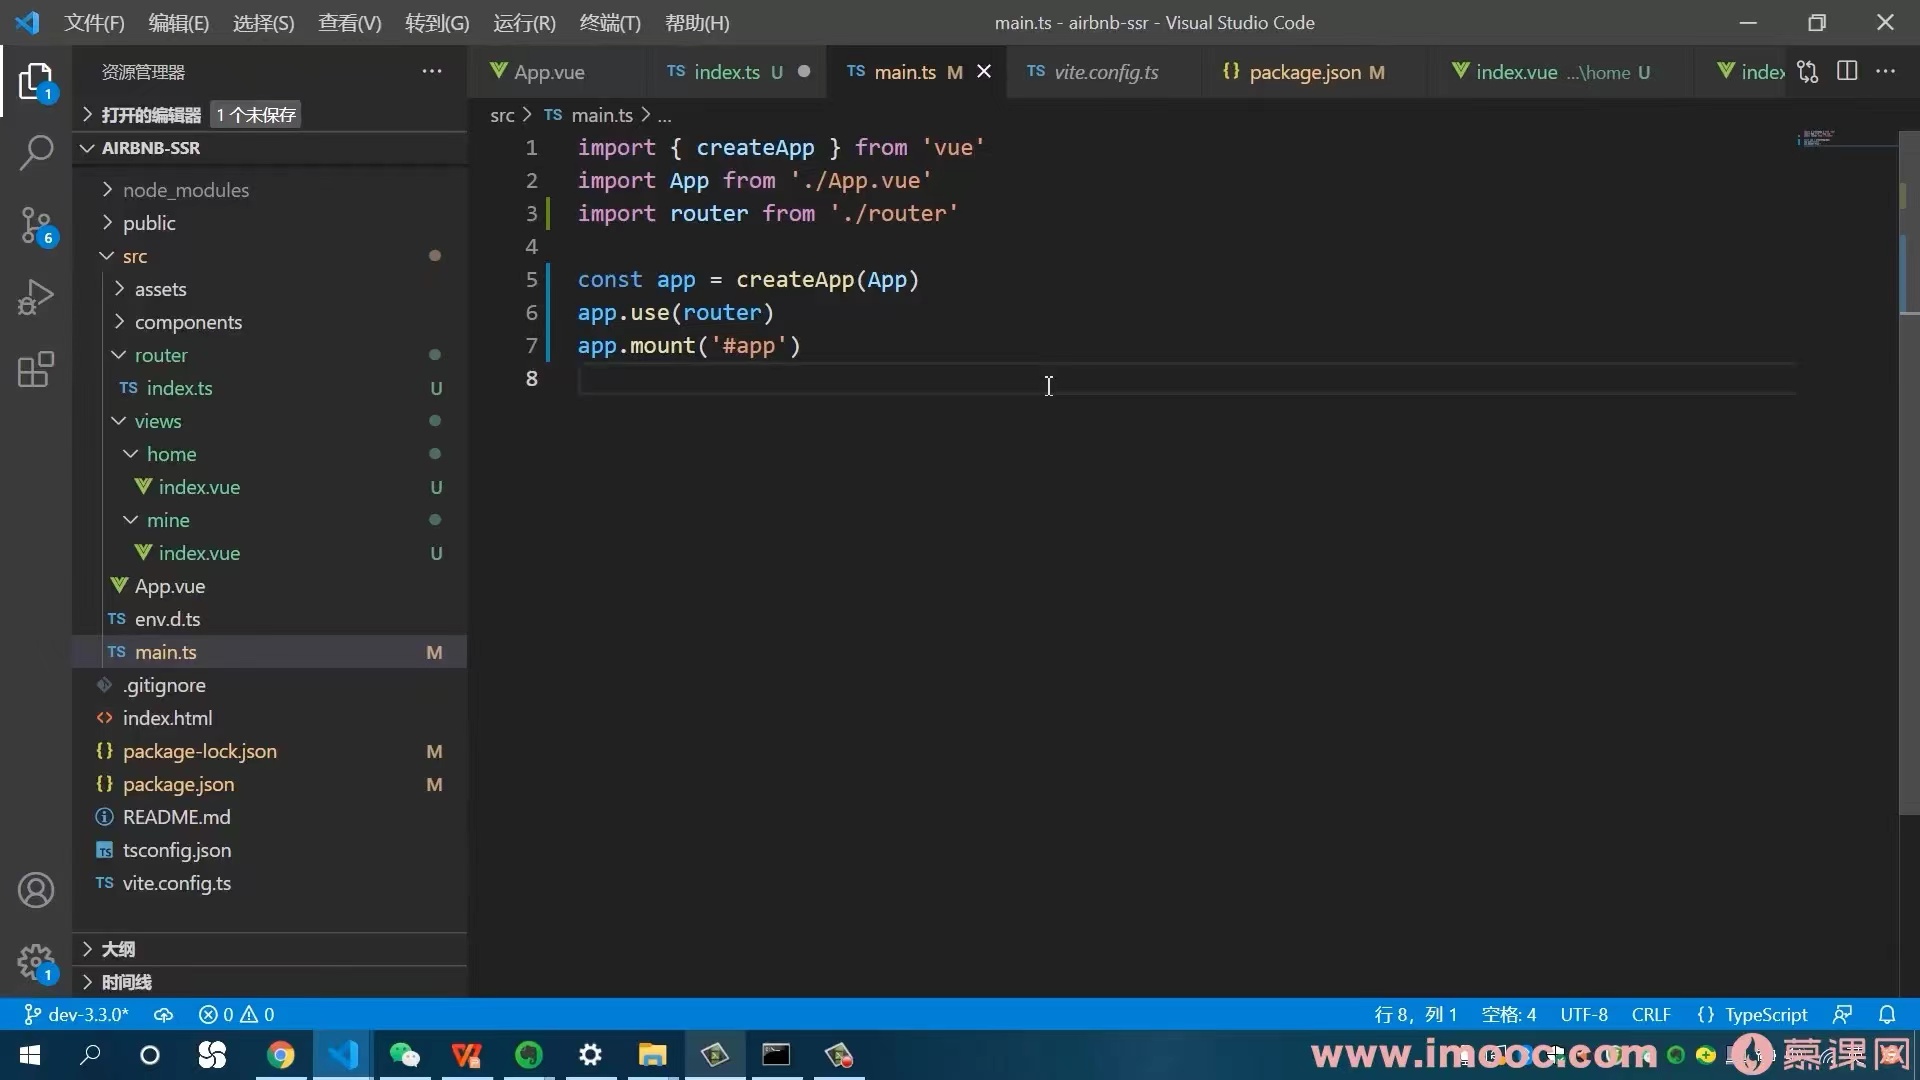 文件(F) 编辑(E) 选择(S) 查看(V) 转到(G) 运行(R) 终端(T) 帮助(H) main.ts - airbnb-ssr - Visual Studio Code
资源管理器
App.vue
TS index.ts U
TS main.ts M
TS vite.config.ts
{} package.json M
index.vue ...\home U
index
1
打开的编辑器 1 个未保存
src > TS main.ts > ...
AIRBNB-SSR
node_modules
public
6
src
assets
components
router
TS index.ts U
views
home
index.vue U
mine
index.vue U
App.vue
TS env.d.ts
TS main.ts M
.gitignore
<> index.html
{} package-lock.json M
{} package.json M
README.md
TS tsconfig.json
TS vite.config.ts
大纲
1
时间线
1 import { createApp } from 'vue'
2 import App from './App.vue'
3 import router from './router'
4
5 const app = createApp(App)
6 app.use(router)
7 app.mount('#app')
8
dev-3.3.0* 0 0 行 8，列 1 空格: 4 UTF-8 CRLF {} TypeScript
www.imooc.com 慕课网